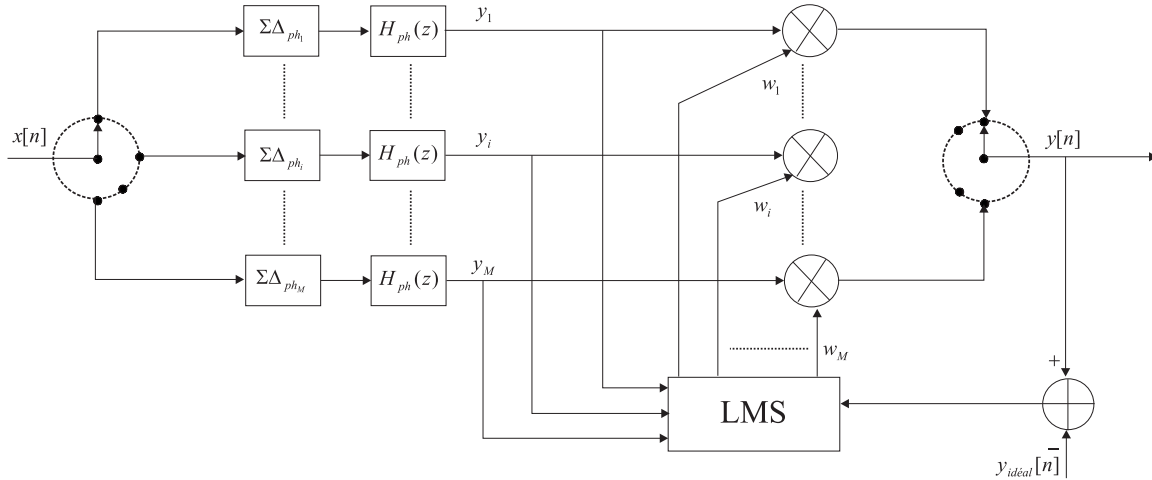 x[n]
ΣΔ_{ph_1}
H_{ph}(z)
y_1
w_1
ΣΔ_{ph_i}
H_{ph}(z)
y_i
w_i
y[n]
ΣΔ_{ph_M}
H_{ph}(z)
y_M
w_M
LMS
+
−
y_{idéal}[n]